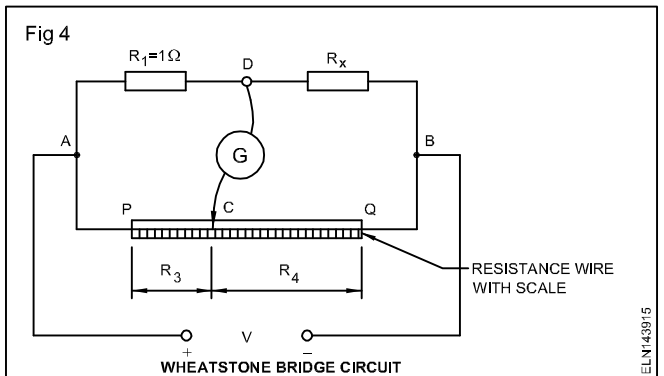 Fig 4
R1=1Ω
D
Rx
A
B
G
P
C
Q
R3
R4
RESISTANCE WIRE
WITH SCALE
+
V
–
WHEATSTONE BRIDGE CIRCUIT
ELN143915